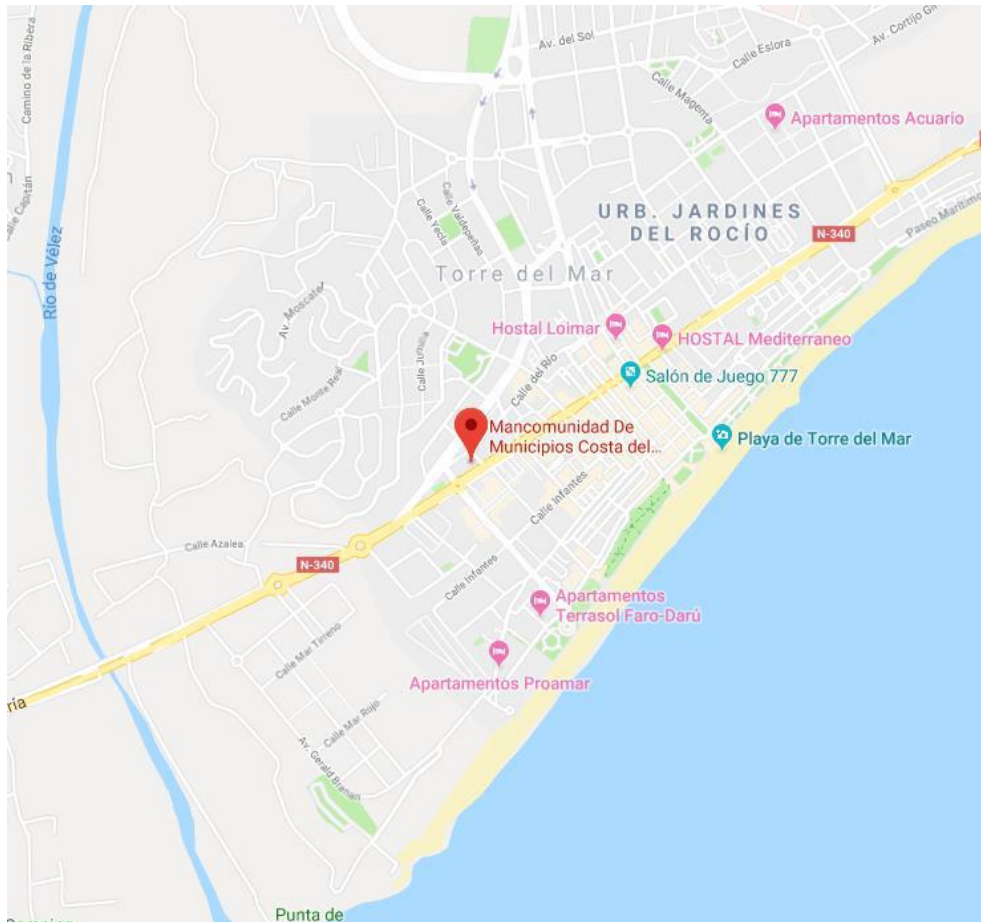 Camino de la Ribera
Av. del Sol
Calle Eslora
Av. Cortijo
Calle Magenta
Apartamentos Acuario
Calle Capitán
Calle Yecla
Calle Valdepeñas
URB. JARDINES
DEL ROCÍO
N-340
Paseo Marítimo
Río de Vélez
Torre del Mar
Av. Moscatel
Hostal Loimar
HOSTAL Mediterraneo
Calle Jumilla
Calle del Río
Salón de Juego 777
Calle Monte Real
Mancomunidad De
Municipios Costa del...
Playa de Torre del Mar
Calle Infantes
Calle Azalea
N-340
Calle Infantes
Apartamentos
Terrasol Faro-Darú
Calle Mar Tirreno
Apartamentos Proamar
ría
Calle Mar Rojo
Av. Gerald Brenan
Punta de